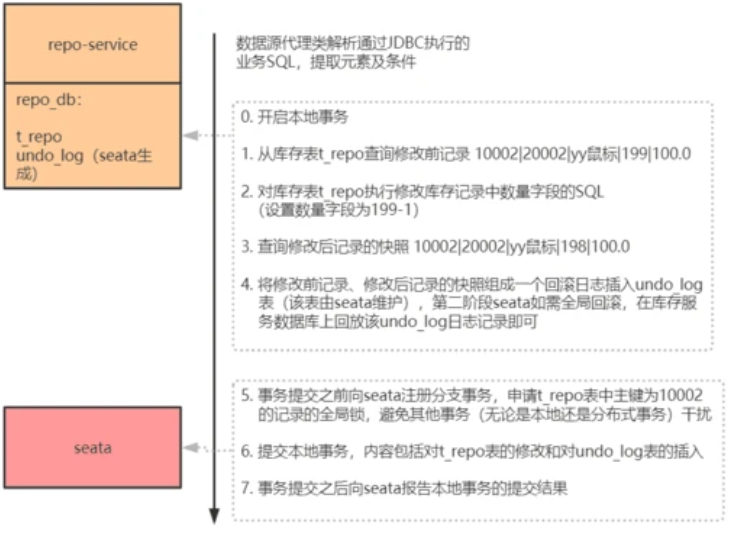 repo-service
repo_db:
t_repo
undo_log（seata生
成）
数据源代理类解析通过JDBC执行的
业务SQL，提取元素及条件
0. 开启本地事务
1. 从库存表t_repo查询修改前记录 10002|20002|yy鼠标|199|100.0
2. 对库存表t_repo执行修改库存记录中数量字段的SQL
（设置数量字段为199-1）
3. 查询修改后记录的快照 10002|20002|yy鼠标|198|100.0
4. 将修改前记录、修改后记录的快照组成一个回滚日志插入undo_log
表（该表由seata维护），第二阶段seata如需全局回滚，在库存服
务数据库上回放该undo_log日志记录即可
seata
5. 事务提交之前向seata注册分支事务，申请t_repo表中主键为10002
的记录的全局锁，避免其他事务（无论是本地还是分布式事务）干扰
6. 提交本地事务，内容包括对t_repo表的修改和对undo_log表的插入
7. 事务提交之后向seata报告本地事务的提交结果